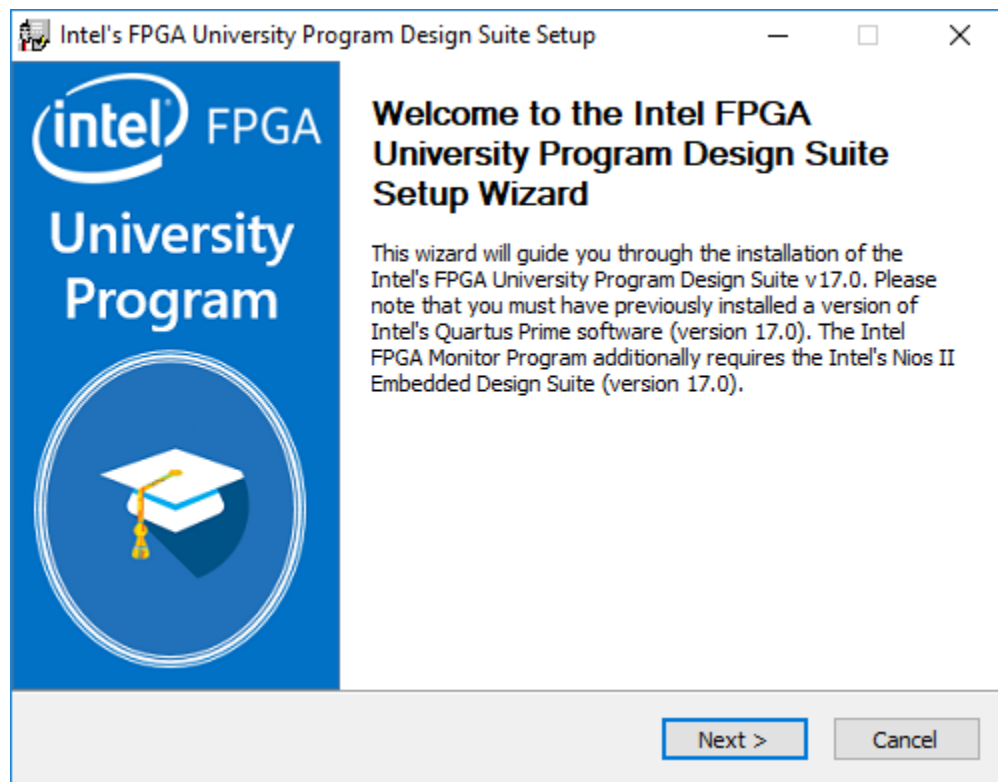 Intel's FPGA University Program Design Suite Setup
intel FPGA
University
Program
Welcome to the Intel FPGA
University Program Design Suite
Setup Wizard
This wizard will guide you through the installation of the
Intel's FPGA University Program Design Suite v17.0. Please
note that you must have previously installed a version of
Intel's Quartus Prime software (version 17.0). The Intel
FPGA Monitor Program additionally requires the Intel's Nios II
Embedded Design Suite (version 17.0).
Next >
Cancel